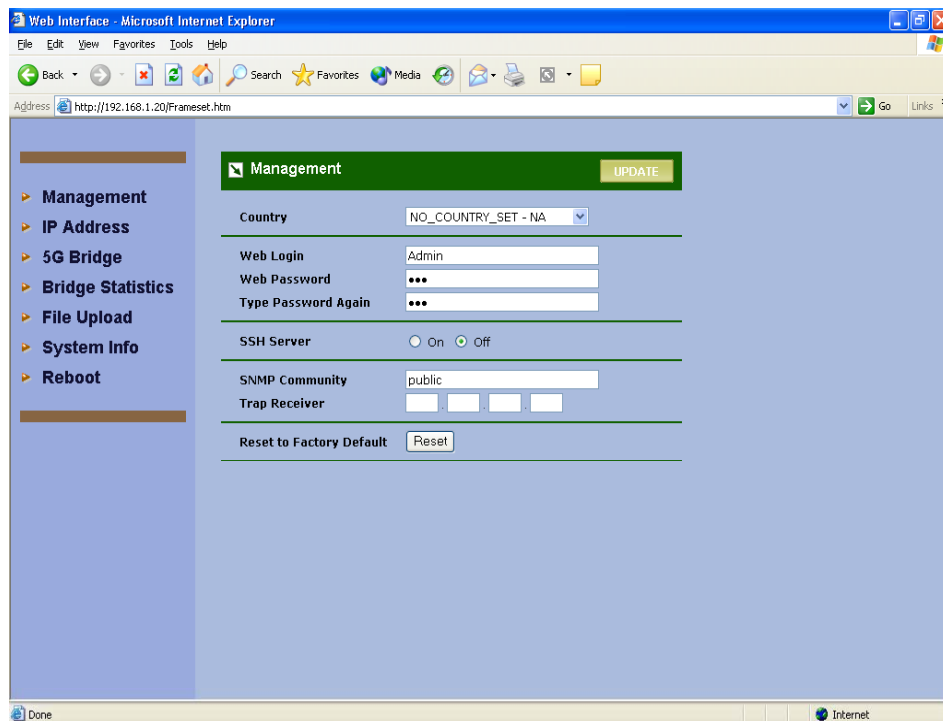 Web Interface - Microsoft Internet Explorer
File Edit View Favorites Tools Help
Back Search Favorites Media
Address http://192.168.1.20/Frameset.htm Go Links
Management
IP Address
5G Bridge
Bridge Statistics
File Upload
System Info
Reboot
Management UPDATE
Country NO_COUNTRY_SET - NA
Web Login Admin
Web Password •••
Type Password Again •••
SSH Server On Off
SNMP Community public
Trap Receiver . . .
Reset to Factory Default Reset
Done Internet